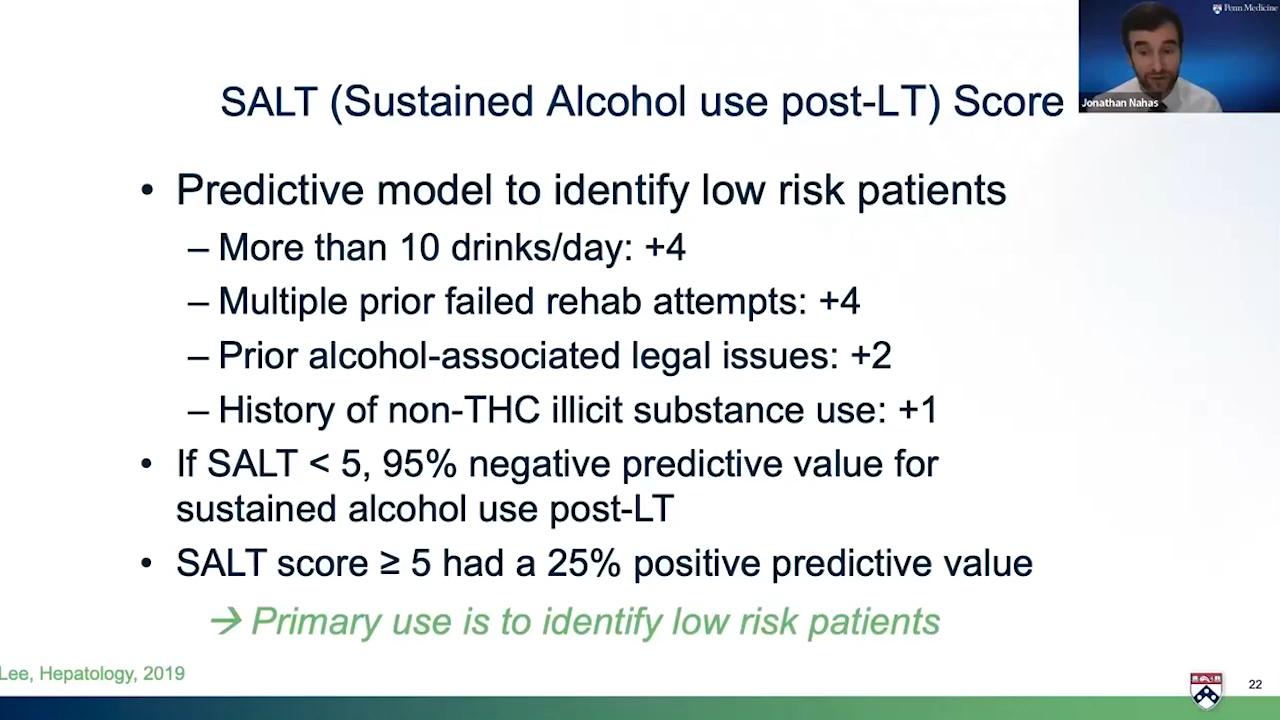 Penn Medicine
Jonathan Nahas
SALT (Sustained Alcohol use post-LT) Score
• Predictive model to identify low risk patients
– More than 10 drinks/day: +4
– Multiple prior failed rehab attempts: +4
– Prior alcohol-associated legal issues: +2
– History of non-THC illicit substance use: +1
• If SALT < 5, 95% negative predictive value for
sustained alcohol use post-LT
• SALT score ≥ 5 had a 25% positive predictive value
→ Primary use is to identify low risk patients
Lee, Hepatology, 2019
22